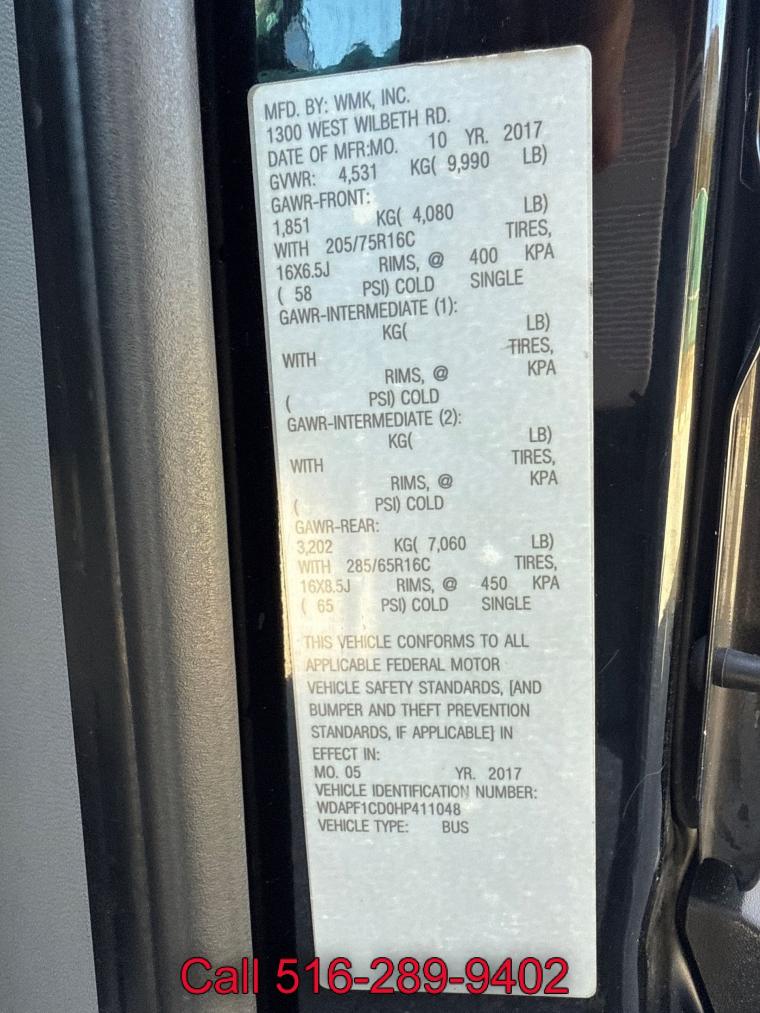 MFD. BY: WMK, INC.
1300 WEST WILBETH RD.
DATE OF MFR:MO. 10 YR. 2017
GVWR: 4,531 KG( 9,990 LB)
GAWR-FRONT:
1,851 KG( 4,080 LB)
WITH 205/75R16C TIRES,
16X6.5J RIMS, @ 400 KPA
( 58 PSI) COLD SINGLE
GAWR-INTERMEDIATE (1):
KG( LB)
WITH TIRES,
RIMS, @ KPA
( PSI) COLD
GAWR-INTERMEDIATE (2):
KG( LB)
WITH TIRES,
RIMS, @ KPA
( PSI) COLD
GAWR-REAR:
3,202 KG( 7,060 LB)
WITH 285/65R16C TIRES,
16X8.5J RIMS, @ 450 KPA
( 65 PSI) COLD SINGLE
THIS VEHICLE CONFORMS TO ALL
APPLICABLE FEDERAL MOTOR
VEHICLE SAFETY STANDARDS, [AND
BUMPER AND THEFT PREVENTION
STANDARDS, IF APPLICABLE] IN
EFFECT IN:
MO. 05 YR. 2017
VEHICLE IDENTIFICATION NUMBER:
WDAPF1CD0HP411048
VEHICLE TYPE: BUS
Call 516-289-9402